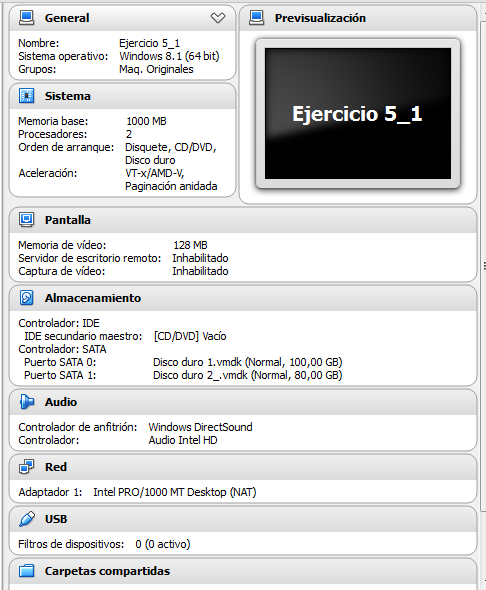 General
Nombre: Ejercicio 5_1
Sistema operativo: Windows 8.1 (64 bit)
Grupos: Maq. Originales
Previsualización
Ejercicio 5_1
Sistema
Memoria base: 1000 MB
Procesadores: 2
Orden de arranque: Disquete, CD/DVD,
Disco duro
Aceleración: VT-x/AMD-V,
Paginación anidada
Pantalla
Memoria de vídeo: 128 MB
Servidor de escritorio remoto: Inhabilitado
Captura de vídeo: Inhabilitado
Almacenamiento
Controlador: IDE
IDE secundario maestro: [CD/DVD] Vacío
Controlador: SATA
Puerto SATA 0: Disco duro 1.vmdk (Normal, 100,00 GB)
Puerto SATA 1: Disco duro 2_.vmdk (Normal, 80,00 GB)
Audio
Controlador de anfitrión: Windows DirectSound
Controlador: Audio Intel HD
Red
Adaptador 1: Intel PRO/1000 MT Desktop (NAT)
USB
Filtros de dispositivos: 0 (0 activo)
Carpetas compartidas